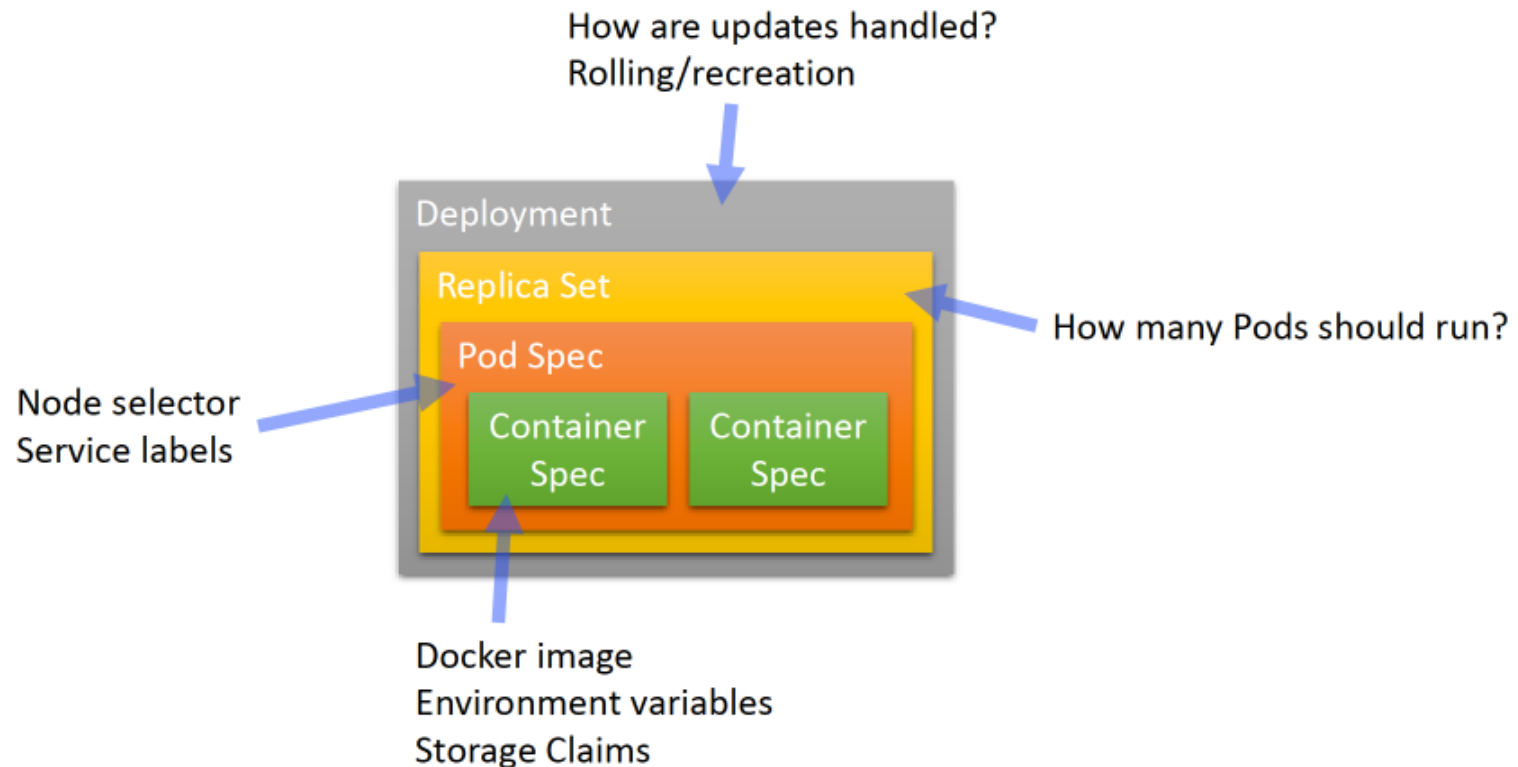 How are updates handled?
Rolling/recreation
Deployment
Replica Set
How many Pods should run?
Pod Spec
Node selector
Service labels
Container
Spec
Container
Spec
Docker image
Environment variables
Storage Claims